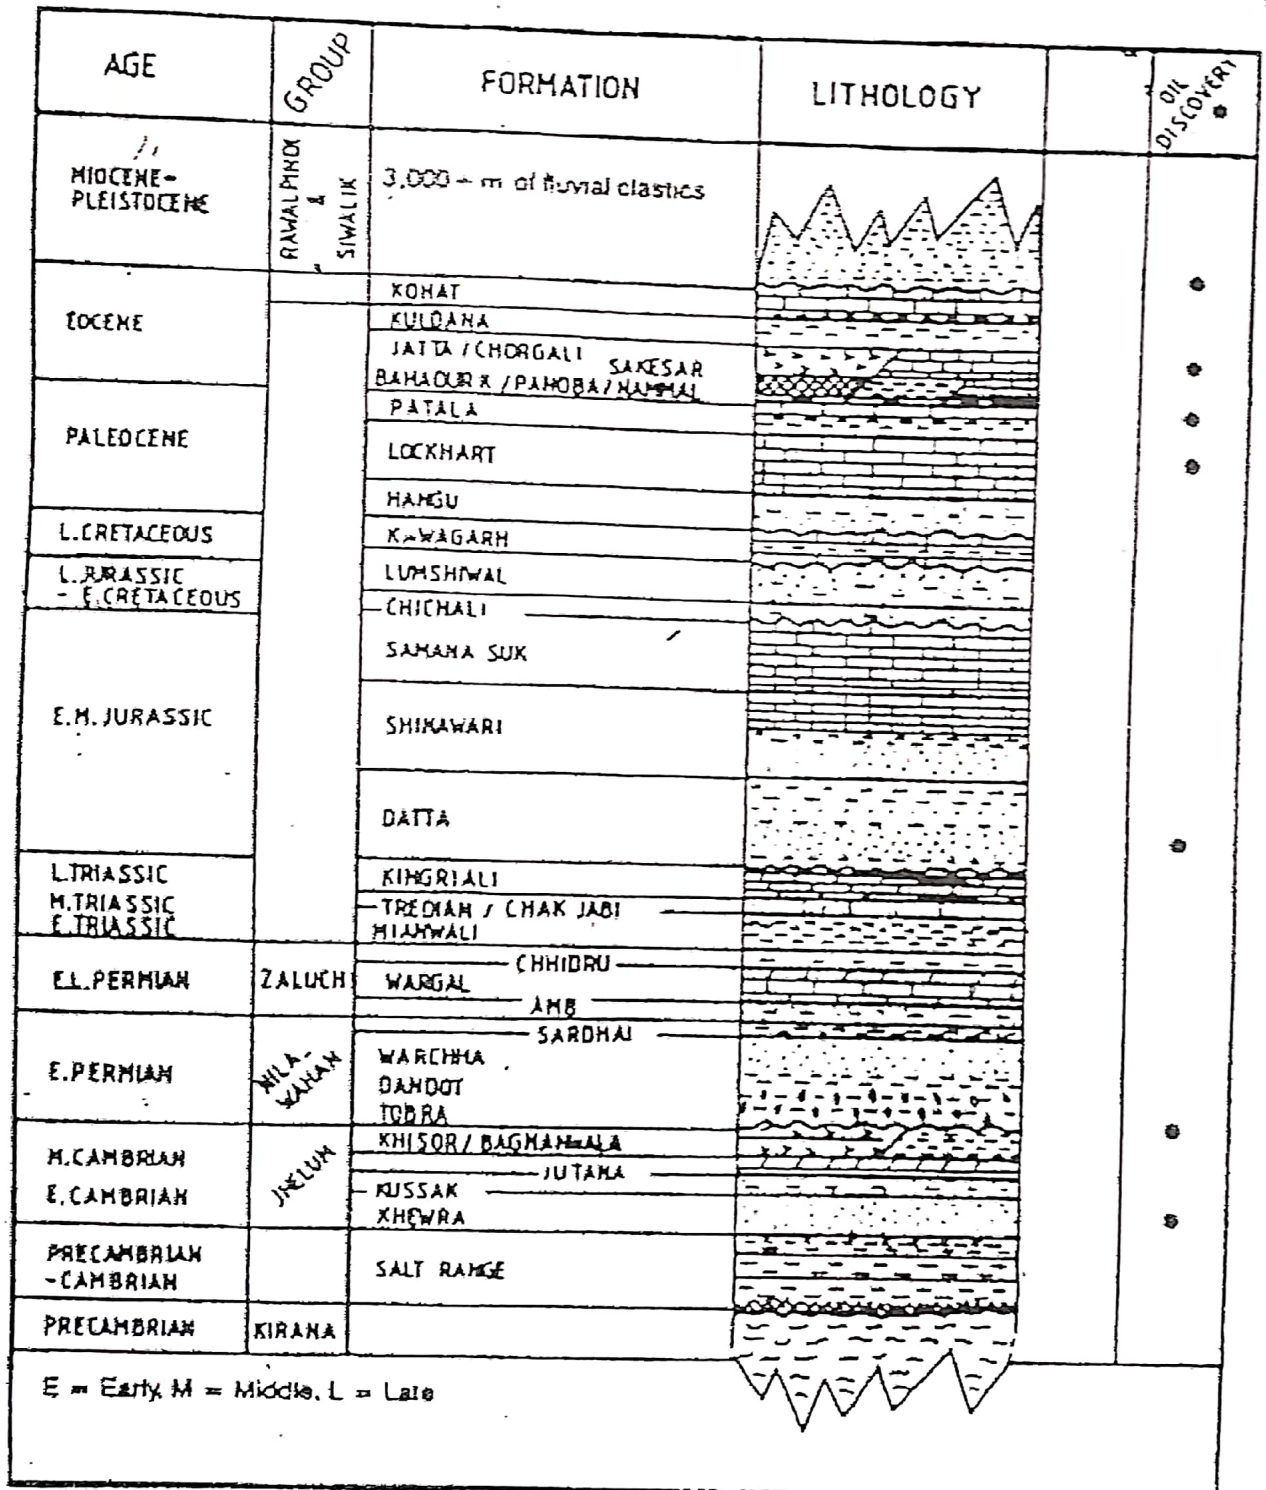 AGE
GROUP
FORMATION
LITHOLOGY
OIL
DISCOVERY
MIOCENE-
PLEISTOCENE
RAWALPINDI
&
SIWALIK
3,000 + m of fluvial clastics
EOCENE
KOHAT
KULDANA
JATTA / CHORGALI
SAKESAR
BAHADUR K / PANOBA / NAMMAL
PALEOCENE
PATALA
LOCKHART
HANGU
L.CRETACEOUS
KAWAGARH
L.JURASSIC
- E.CRETACEOUS
LUMSHIWAL
CHICHALI
E.M.JURASSIC
SAMANA SUK
SHINAWARI
DATTA
L.TRIASSIC
KINGRIALI
M.TRIASSIC
TREDIAN / CHAK JABI
E.TRIASSIC
MIANWALI
E.L.PERMIAN
ZALUCH
CHHIDRU
WARGAL
AMB
E.PERMIAN
NILA-
WAHAN
SARDHAI
WARCHHA
DANDOT
TOBRA
M.CAMBRIAN
E.CAMBRIAN
JHELUM
KHISOR / BAGHANWALA
JUTANA
KUSSAK
KHEWRA
PRECAMBRIAN
-CAMBRIAN
SALT RANGE
PRECAMBRIAN
KIRANA
E = Early, M = Middle, L = Late